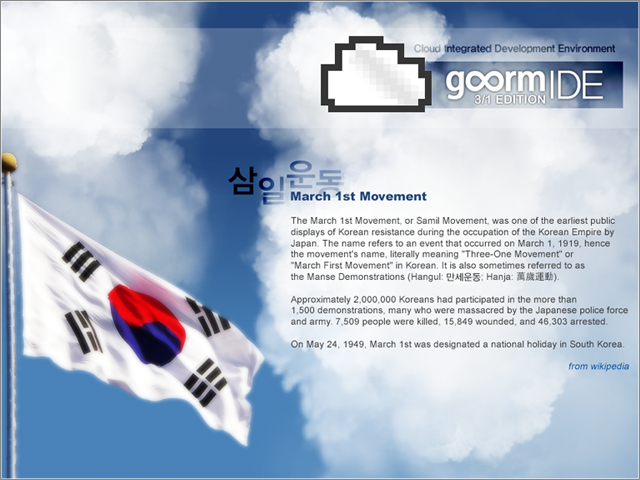 Cloud Integrated Development Environment
goorm IDE
3/1 EDITION
삼일운동
March 1st Movement
The March 1st Movement, or Samil Movement, was one of the earliest public
displays of Korean resistance during the occupation of the Korean Empire by
Japan. The name refers to an event that occurred on March 1, 1919, hence
the movement's name, literally meaning "Three-One Movement" or
"March First Movement" in Korean. It is also sometimes referred to as
the Manse Demonstrations (Hangul: 만세운동; Hanja: 萬歲運動).
Approximately 2,000,000 Koreans had participated in the more than
1,500 demonstrations, many who were massacred by the Japanese police force
and army. 7,509 people were killed, 15,849 wounded, and 46,303 arrested.
On May 24, 1949, March 1st was designated a national holiday in South Korea.
from wikipedia